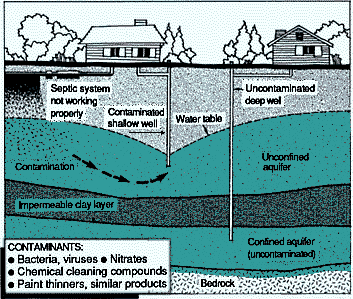 Septic system
not working
properly
Contaminated
shallow well
Water table
Uncontaminated
deep well
Contamination
Unconfined
aquifer
Impermeable clay layer
CONTAMINANTS:
● Bacteria, viruses ● Nitrates
● Chemical cleaning compounds
● Paint thinners, similar products
Confined aquifer
(uncontaminated)
Bedrock